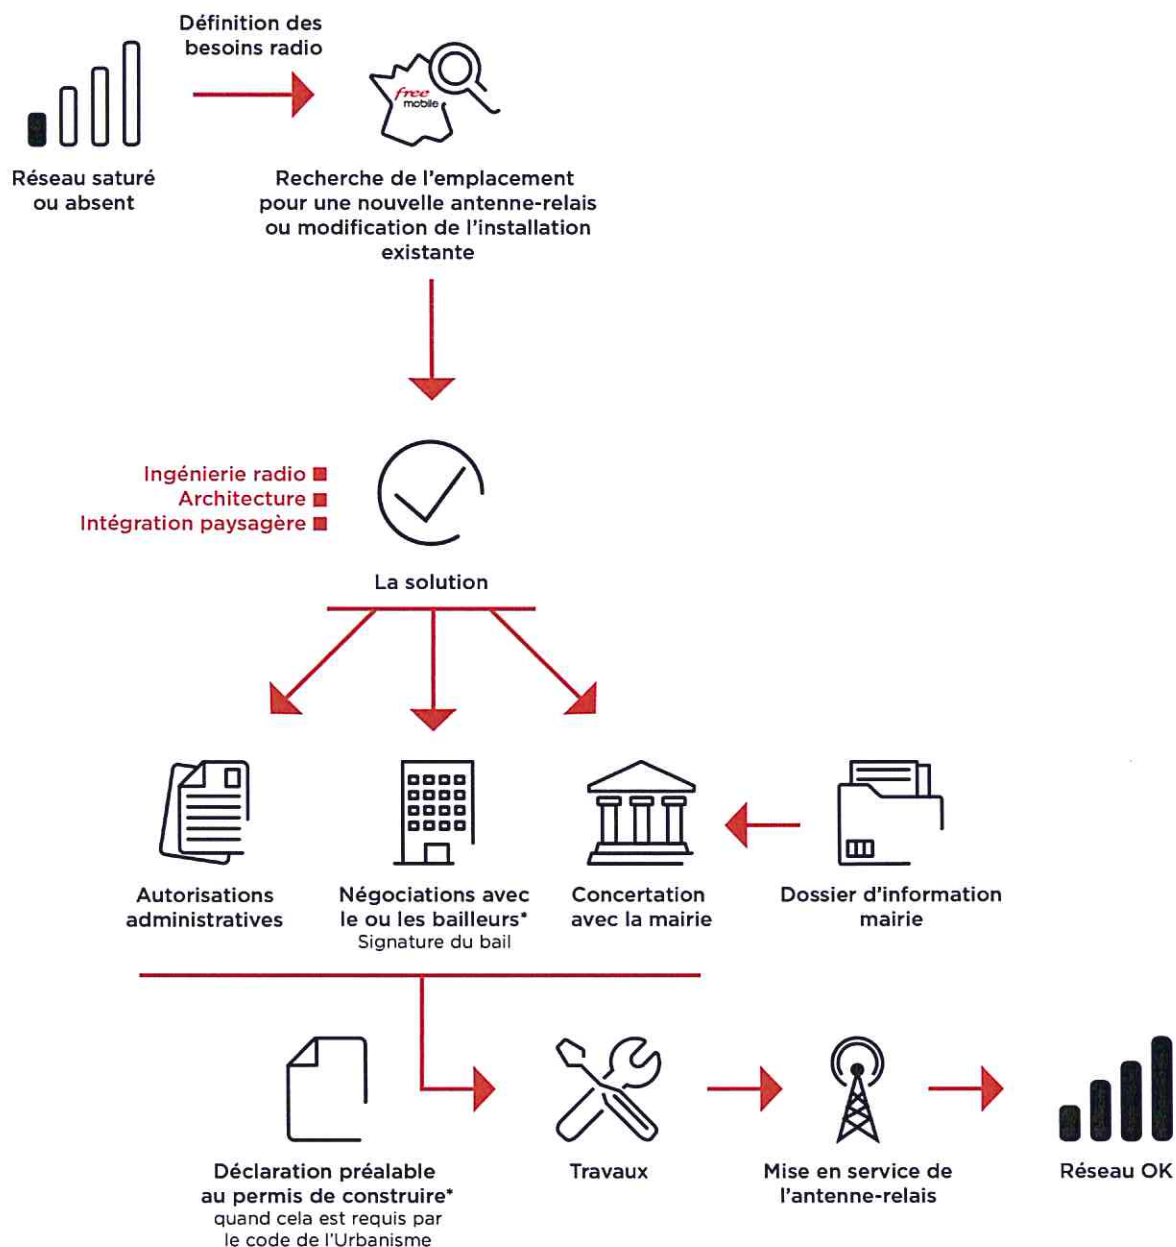 Définition des
besoins radio
free
mobile
Réseau saturé
ou absent
Recherche de l'emplacement
pour une nouvelle antenne-relais
ou modification de l'installation
existante
Ingénierie radio
Architecture
Intégration paysagère
La solution
Autorisations
administratives
Négociations avec
le ou les bailleurs*
Signature du bail
Concertation
avec la mairie
Dossier d'information
mairie
Déclaration préalable
au permis de construire*
quand cela est requis par
le code de l'Urbanisme
Travaux
Mise en service de
l'antenne-relais
Réseau OK